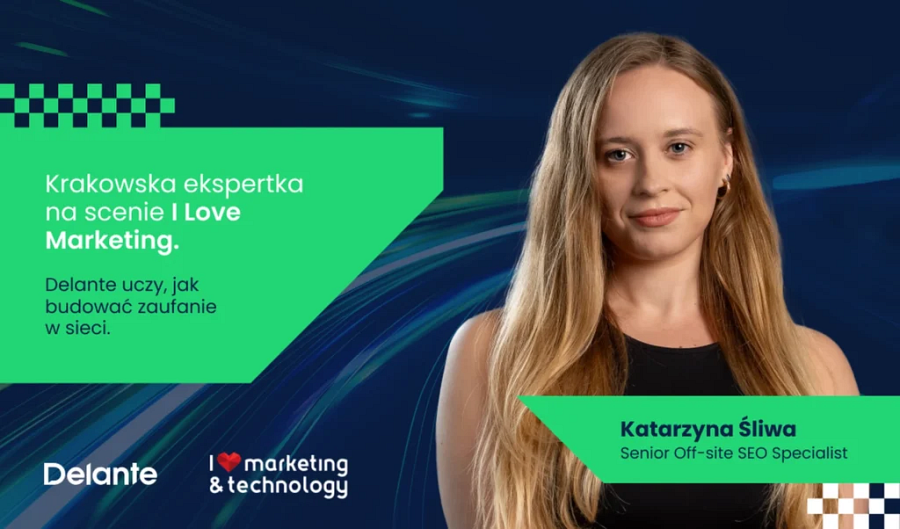 Krakowska ekspertka
na scenie I Love
Marketing.
Delante uczy, jak
budować zaufanie
w sieci.
Katarzyna Śliwa
Senior Off-site SEO Specialist
Delante
I marketing
& technology